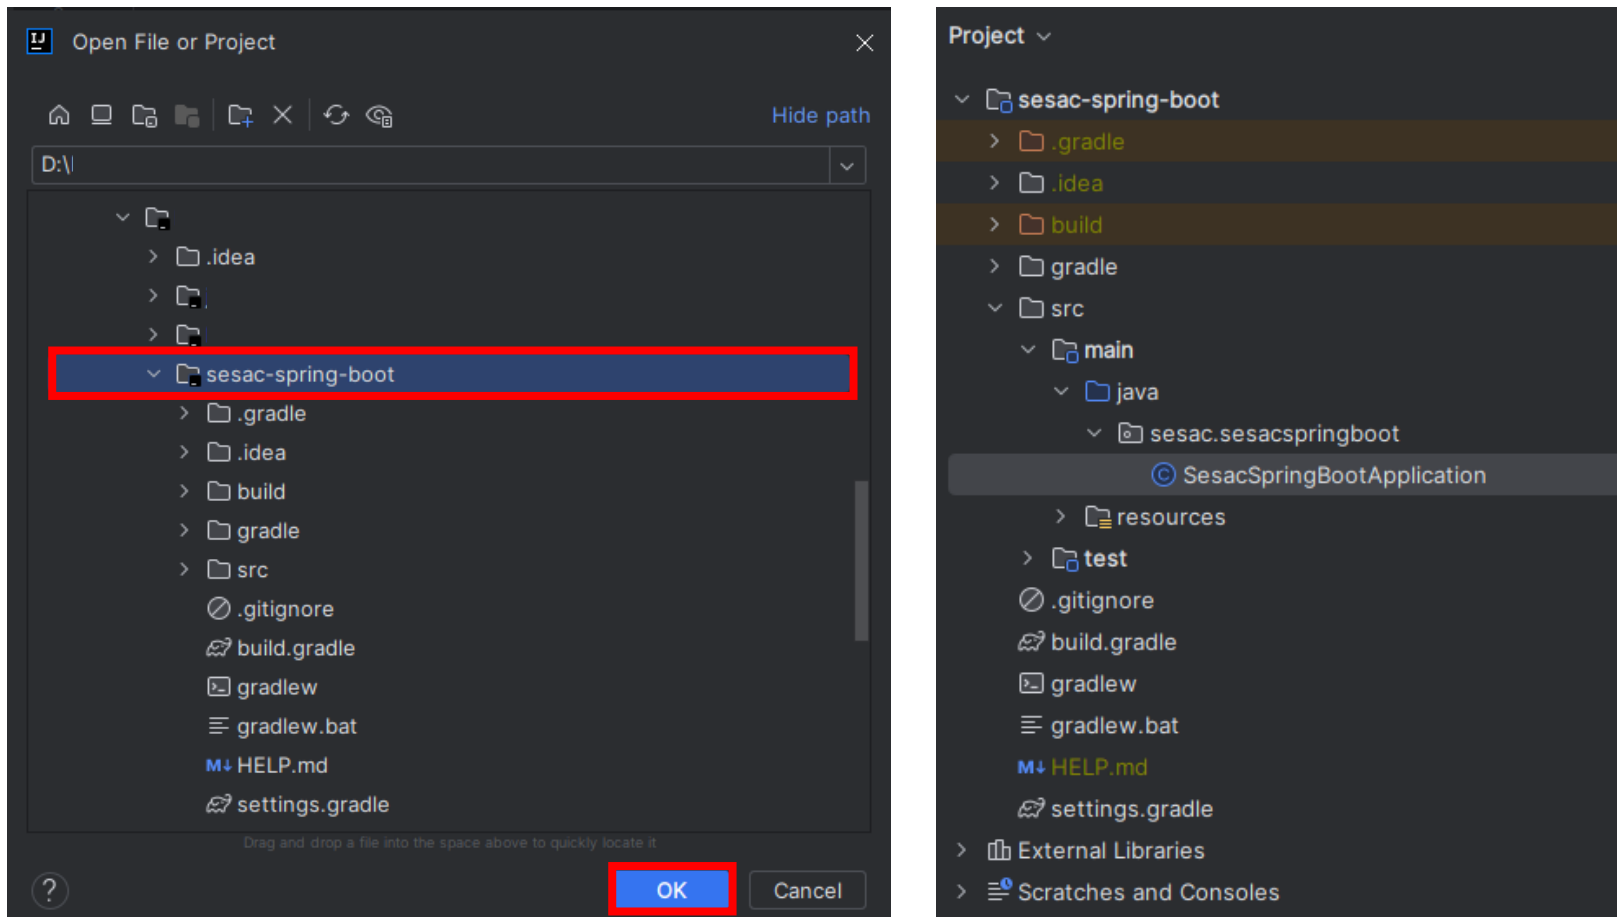 IJ Open File or Project
Hide path
D:\
.idea
sesac-spring-boot
.gradle
.idea
build
gradle
src
.gitignore
build.gradle
gradlew
gradlew.bat
M↓ HELP.md
settings.gradle
Drag and drop a file into the space above to quickly locate it
?
OK
Cancel
Project
sesac-spring-boot
.gradle
.idea
build
gradle
src
main
java
sesac.sesacspringboot
C SesacSpringBootApplication
resources
test
.gitignore
build.gradle
gradlew
gradlew.bat
M↓ HELP.md
settings.gradle
External Libraries
Scratches and Consoles